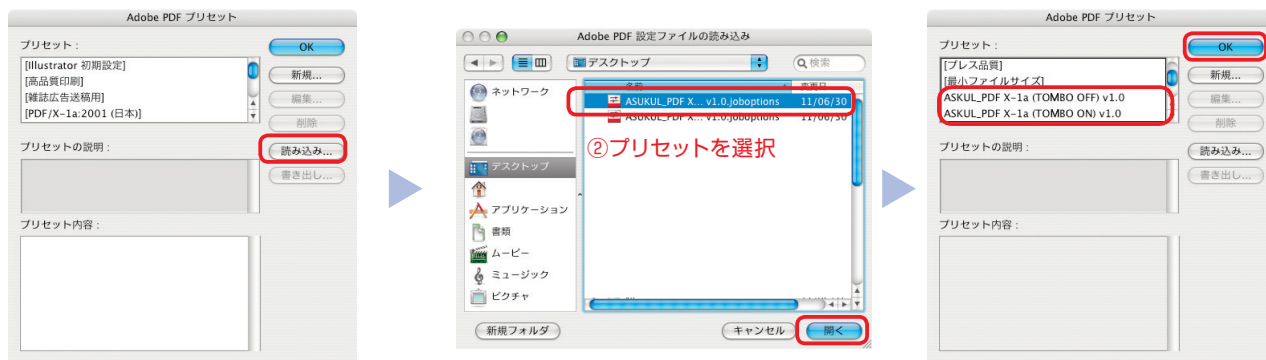 Adobe PDF プリセット
プリセット :
[Illustrator 初期設定]
[高品質印刷]
[雑誌広告送稿用]
[PDF/X-1a:2001 (日本)]
OK
新規...
編集...
削除
プリセットの説明 :
読み込み...
書き出し...
プリセット内容 :
Adobe PDF 設定ファイルの読み込み
デスクトップ
検索
ネットワーク
デスクトップ
アプリケーション
書類
ムービー
ミュージック
ピクチャ
名前
変更日
ASUKUL_PDF X... v1.0.joboptions 11/06/30
ASUKUL_PDF X... v1.0.joboptions 11/06/30
②プリセットを選択
新規フォルダ
キャンセル
開く
Adobe PDF プリセット
プリセット :
[プレス品質]
[最小ファイルサイズ]
ASKUL_PDF X-1a (TOMBO OFF) v1.0
ASKUL_PDF X-1a (TOMBO ON) v1.0
OK
新規...
編集...
削除
プリセットの説明 :
読み込み...
書き出し...
プリセット内容 :